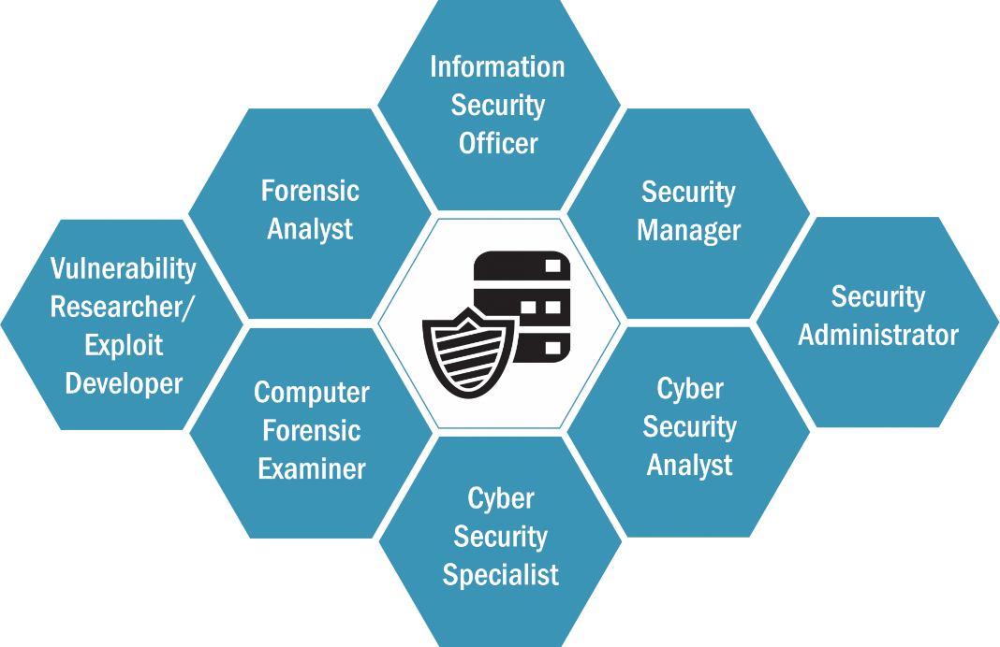 Information
Security
Officer
Forensic
Analyst
Security
Manager
Vulnerability
Researcher/
Exploit
Developer
Security
Administrator
Computer
Forensic
Examiner
Cyber
Security
Analyst
Cyber
Security
Specialist